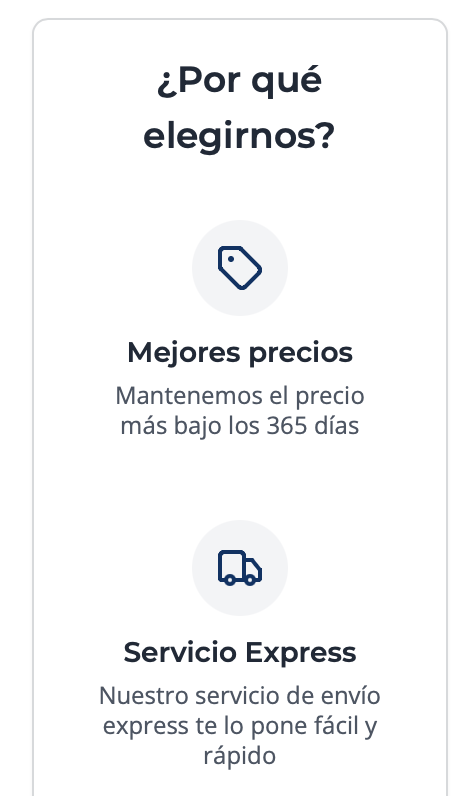 ¿Por qué
elegirnos?
Mejores precios
Mantenemos el precio
más bajo los 365 días
Servicio Express
Nuestro servicio de envío
express te lo pone fácil y
rápido